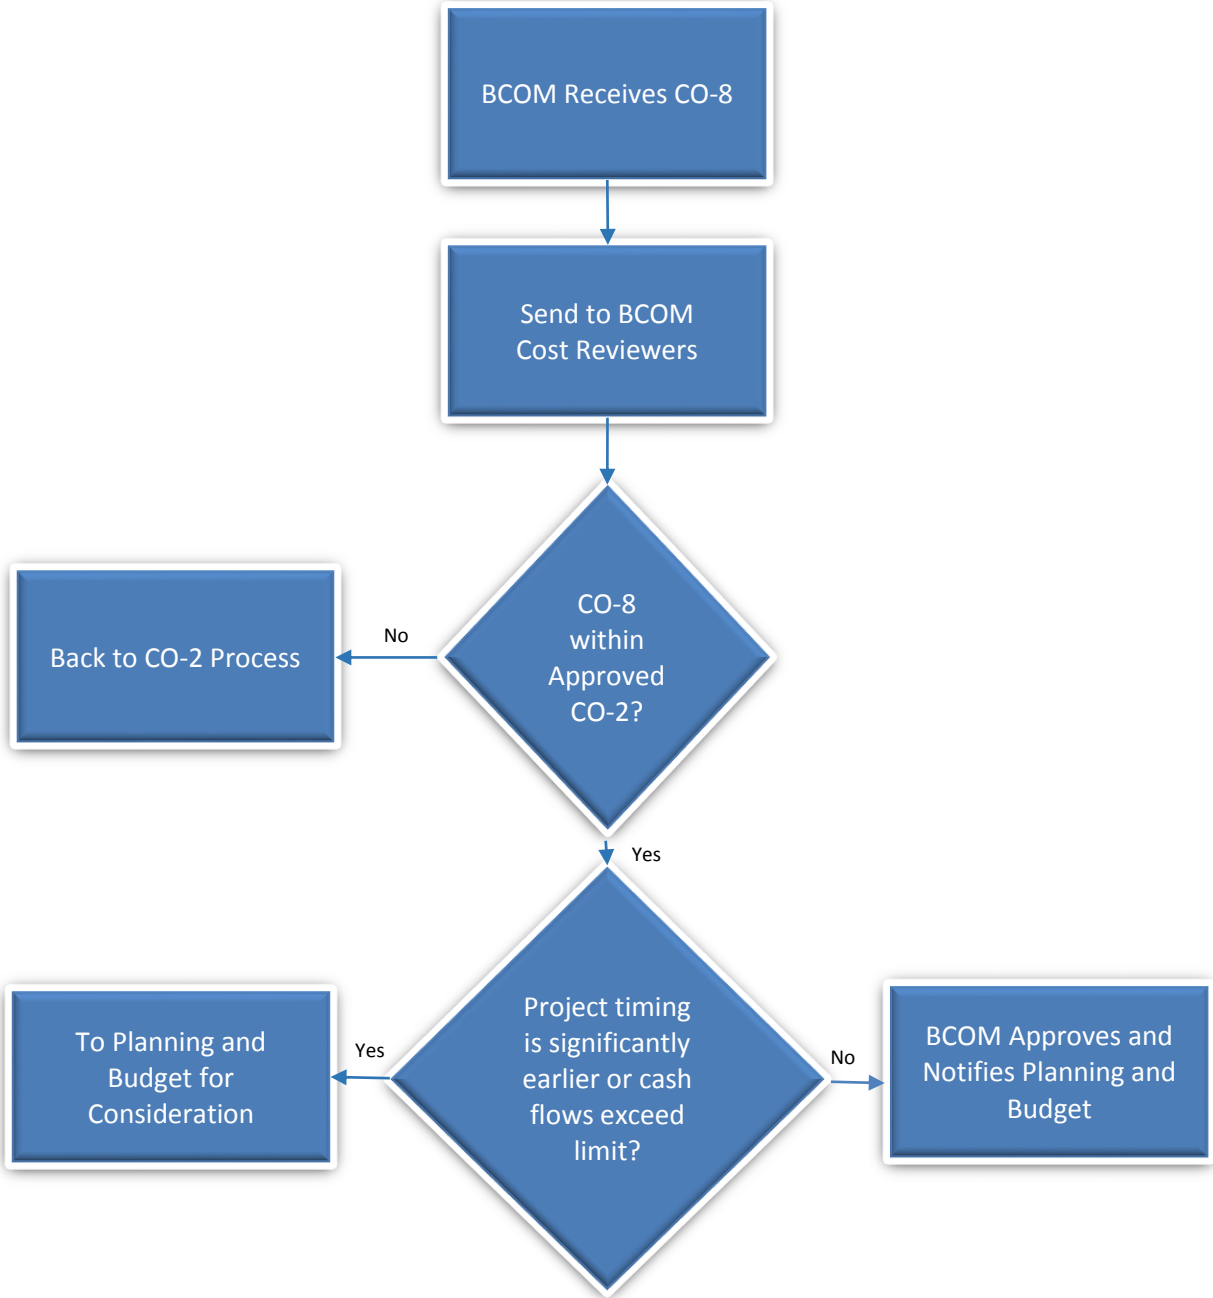 BCOM Receives CO-8
Send to BCOM
Cost Reviewers
CO-8
within
Approved
CO-2?
No
Back to CO-2 Process
Yes
Project timing
is significantly
earlier or cash
flows exceed
limit?
Yes
To Planning and
Budget for
Consideration
No
BCOM Approves and
Notifies Planning and
Budget